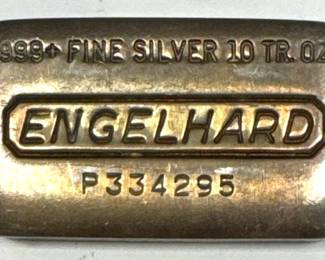 999+ FINE SILVER 10 TR. OZ
ENGELHARD
P334295